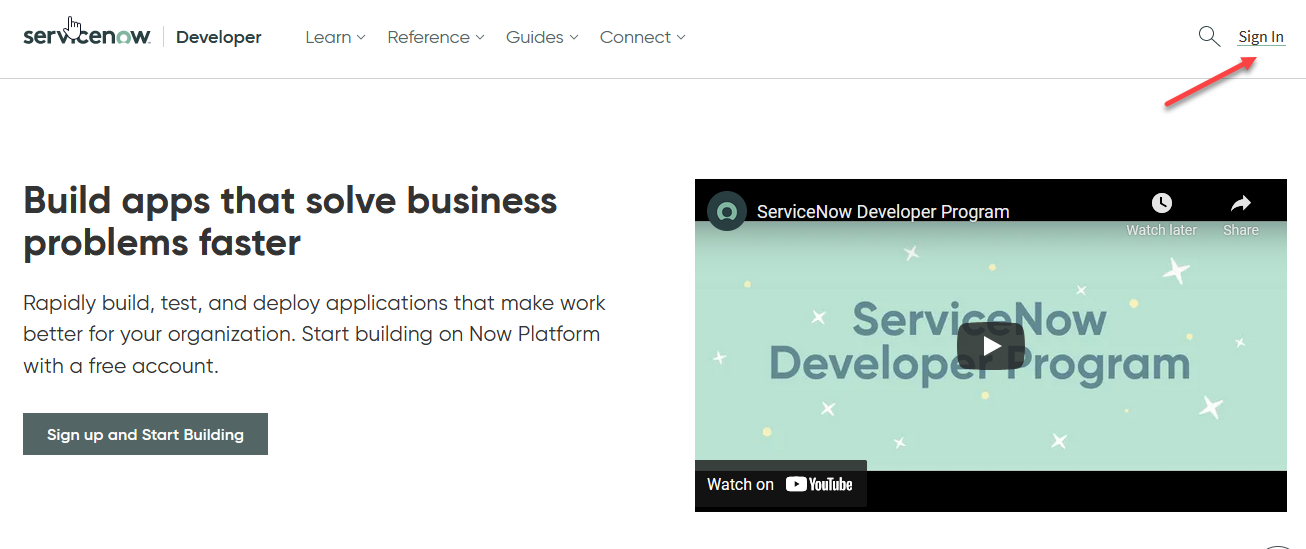 servicenow. Developer Learn Reference Guides Connect Sign In
Build apps that solve business
problems faster
Rapidly build, test, and deploy applications that make work
better for your organization. Start building on Now Platform
with a free account.
Sign up and Start Building
ServiceNow Developer Program
Watch later Share
ServiceNow
Developer Program
Watch on YouTube